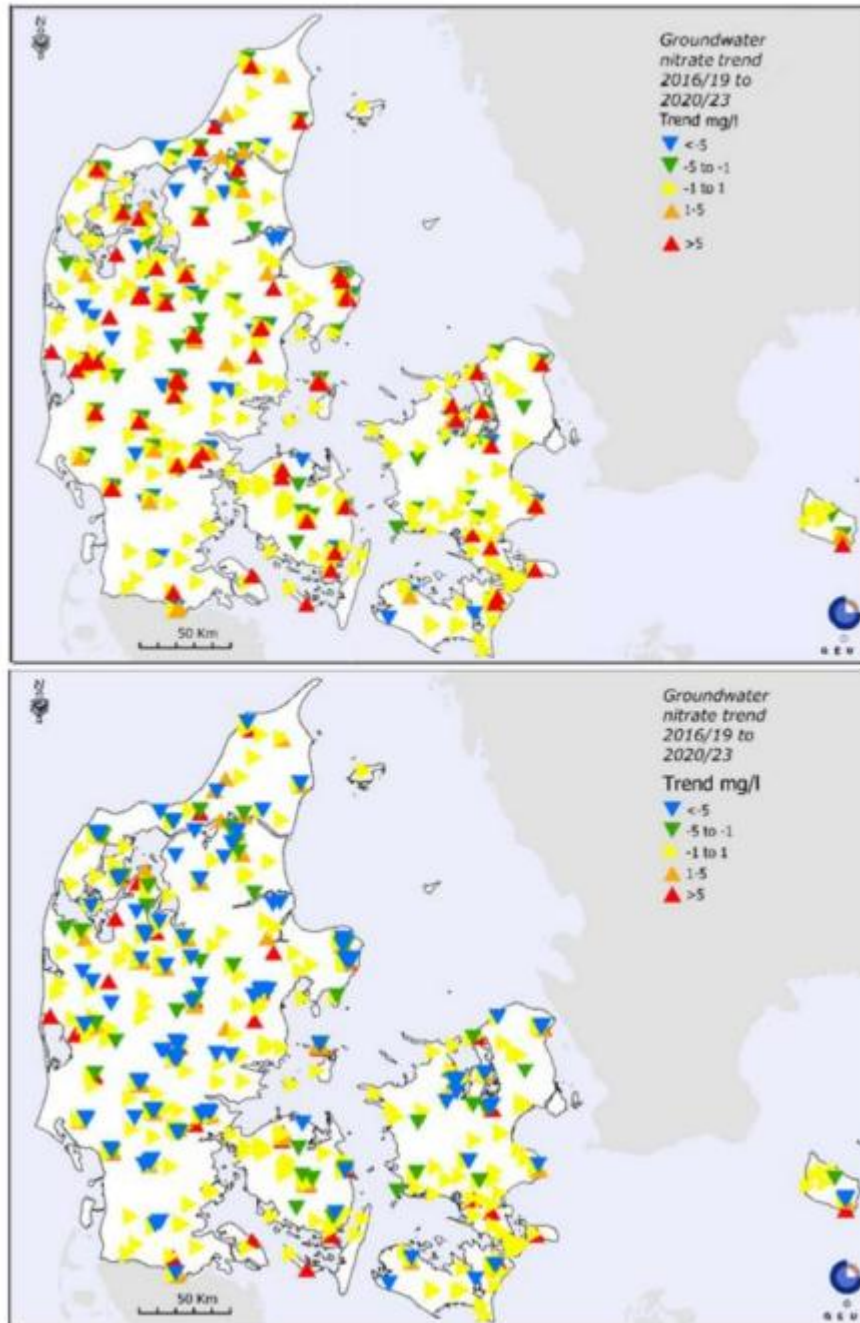 Groundwater
nitrate trend
2016/19 to
2020/23
Trend mg/l
<-5
-5 to -1
-1 to 1
1-5
>5
50 Km
G E U
Groundwater
nitrate trend
2016/19 to
2020/23
Trend mg/l
<-5
-5 to -1
-1 to 1
1-5
>5
50 Km
G E U